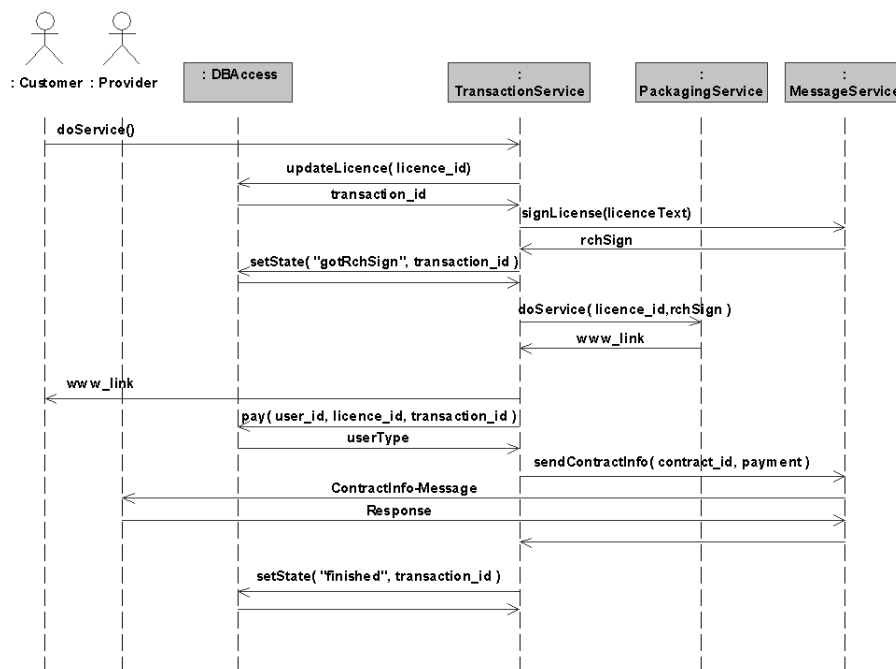 : Customer : Provider
: DBAccess
:
TransactionService
:
PackagingService
:
MessageService
doService()
updateLicence( licence_id)
transaction_id
signLicense(licenceText)
rchSign
setState( "gotRchSign", transaction_id )
doService( licence_id,rchSign )
www_link
www_link
pay( user_id, licence_id, transaction_id )
userType
sendContractInfo( contract_id, payment )
ContractInfo-Message
Response
setState( "finished", transaction_id )